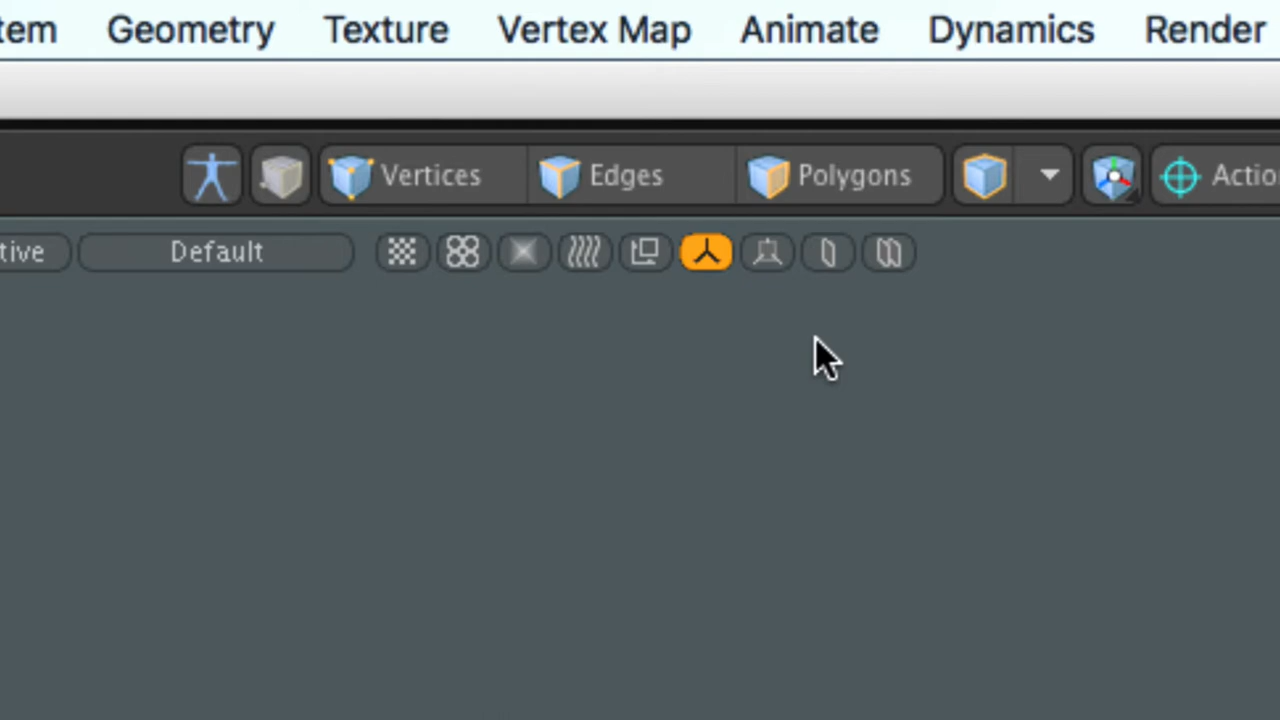 tem Geometry Texture Vertex Map Animate Dynamics Render
Vertices Edges Polygons Actio
tive Default